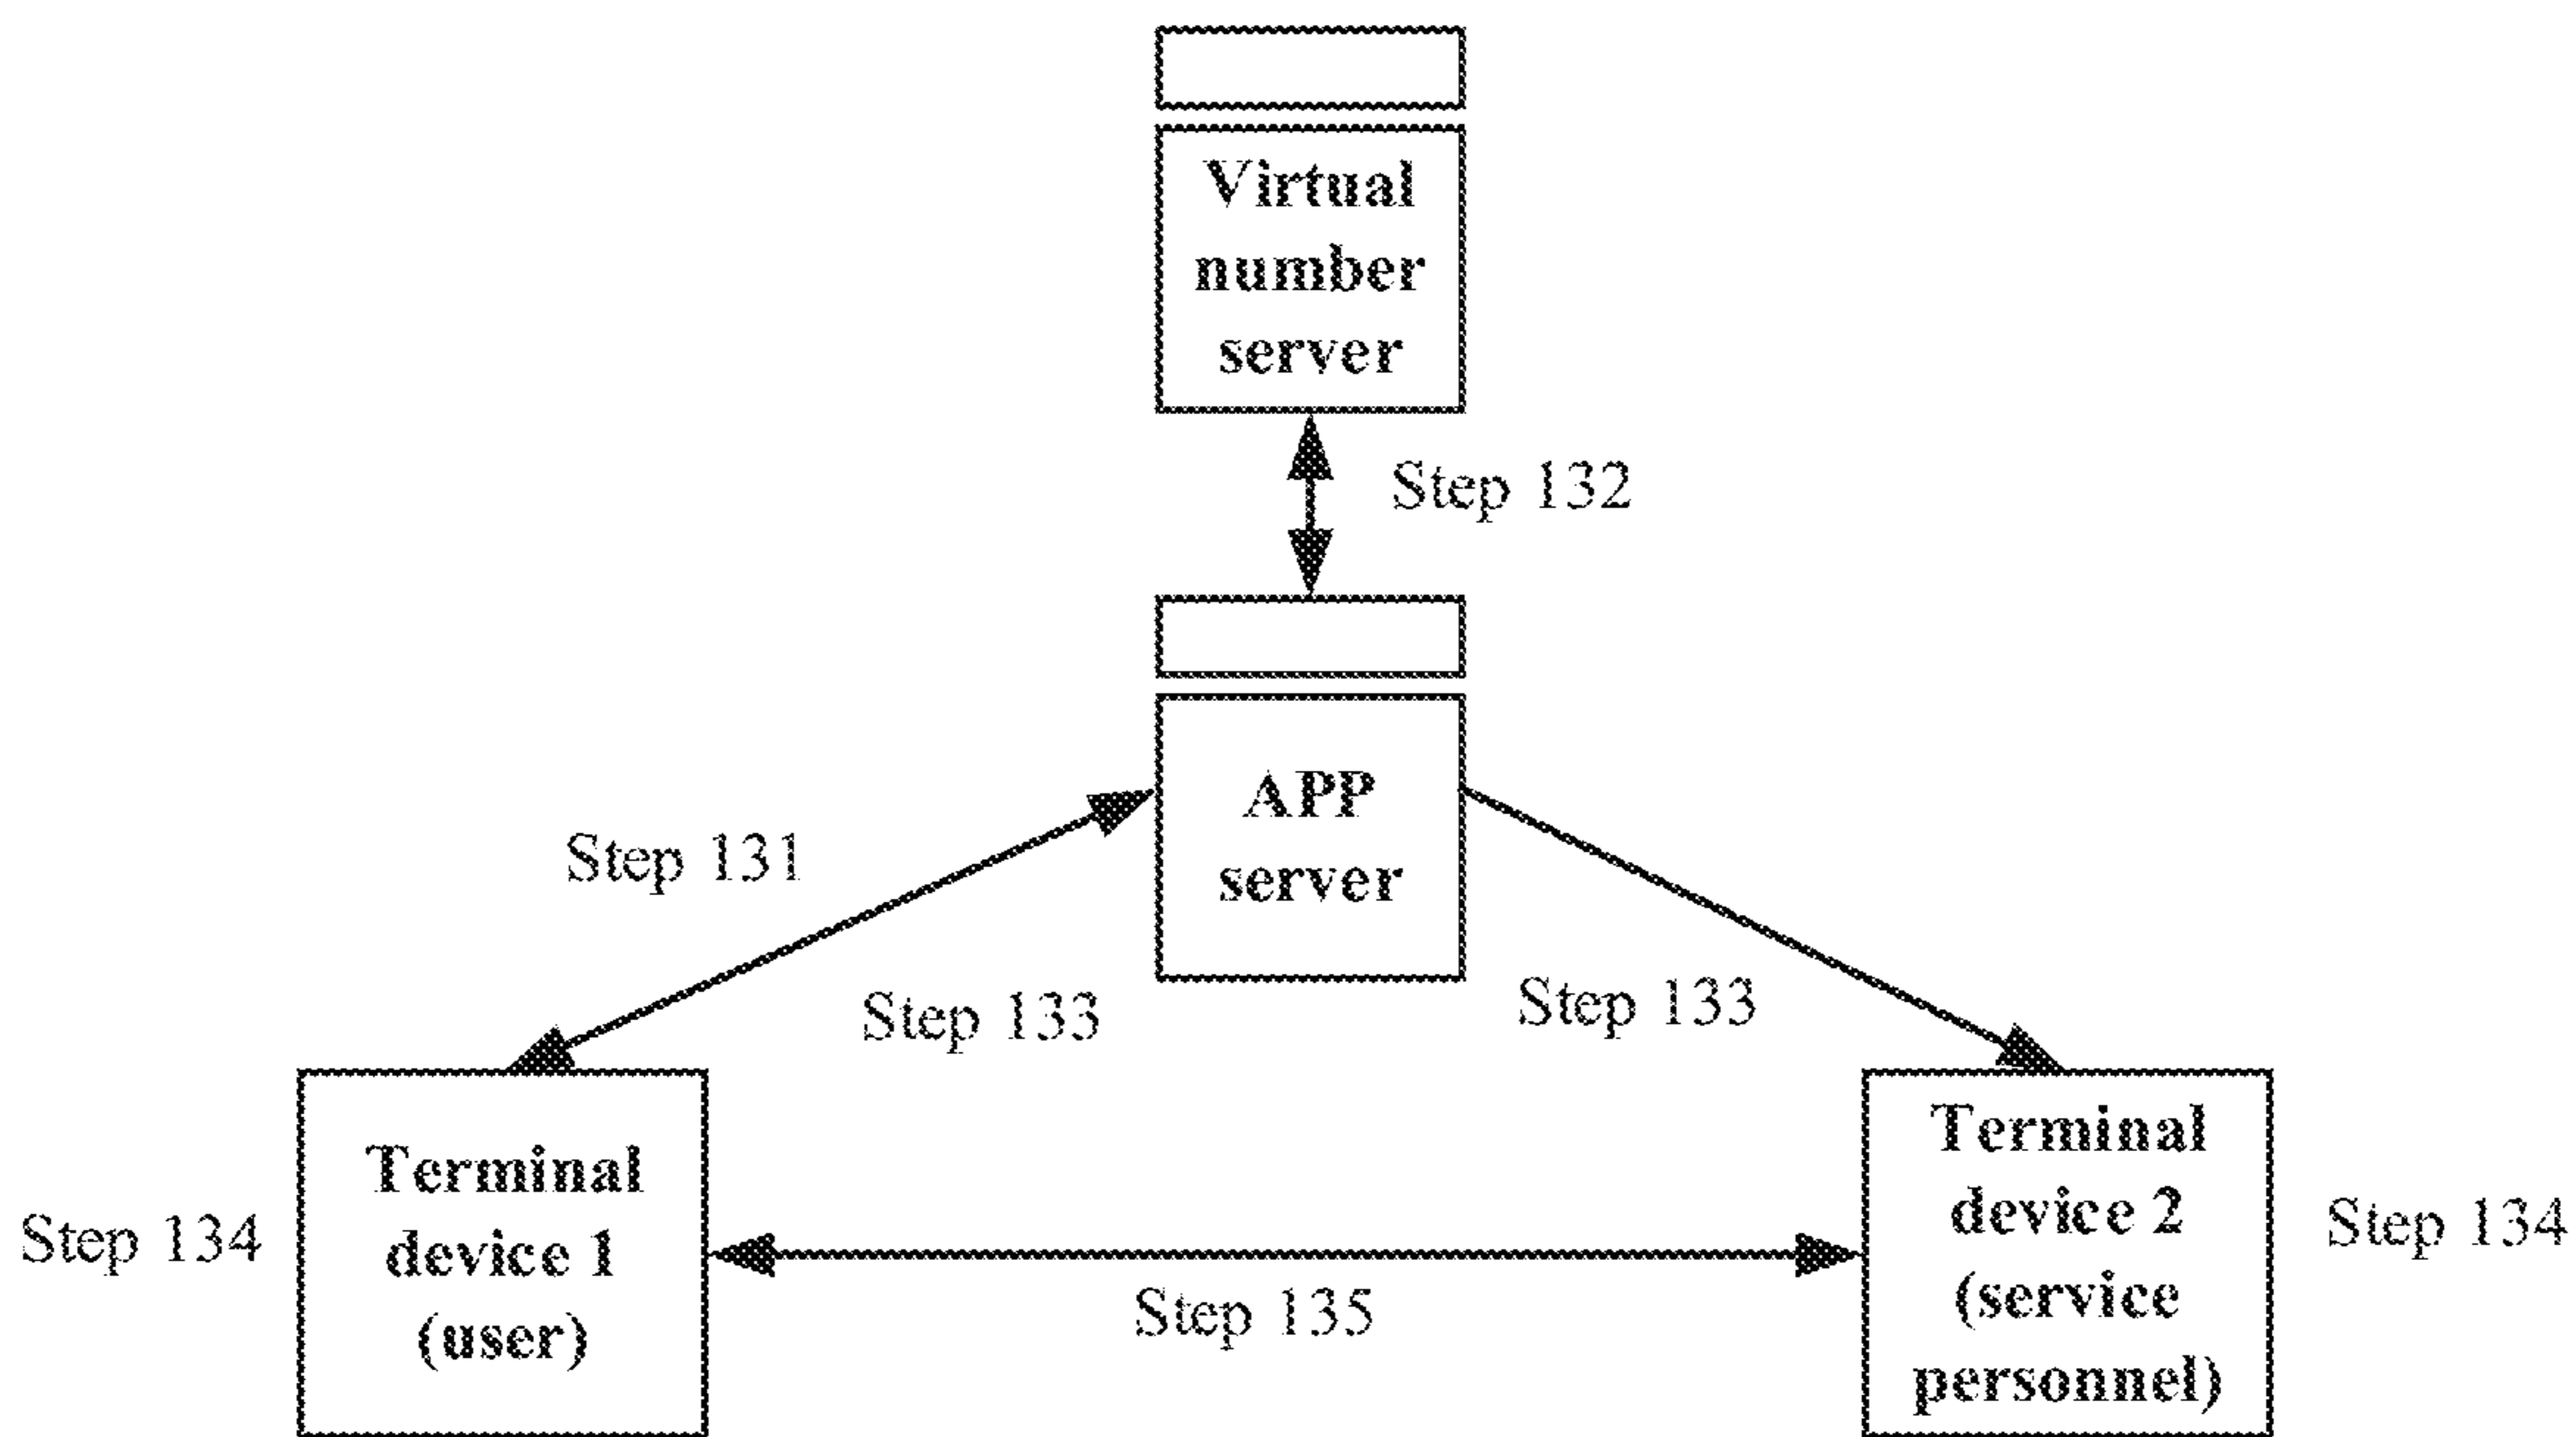 Virtual
number
server
Step 132
APP
server
Step 131
Step 133
Step 133
Terminal
device 1
(user)
Step 134
Terminal
device 2
(service
personnel)
Step 134
Step 135